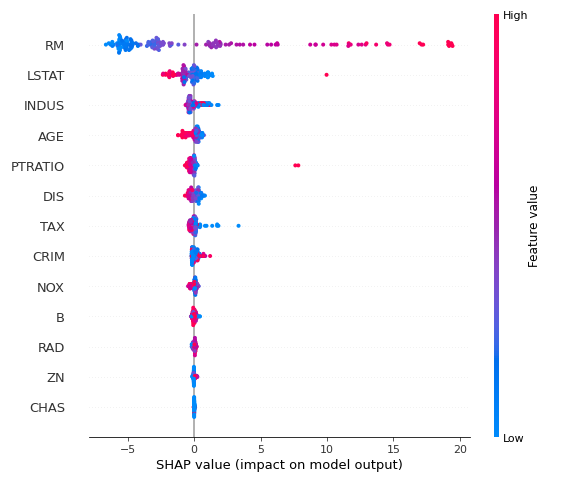 High
RM
LSTAT
INDUS
AGE
PTRATIO
DIS
TAX
CRIM
NOX
B
RAD
ZN
CHAS
Feature value
Low
−5 0 5 10 15 20
SHAP value (impact on model output)